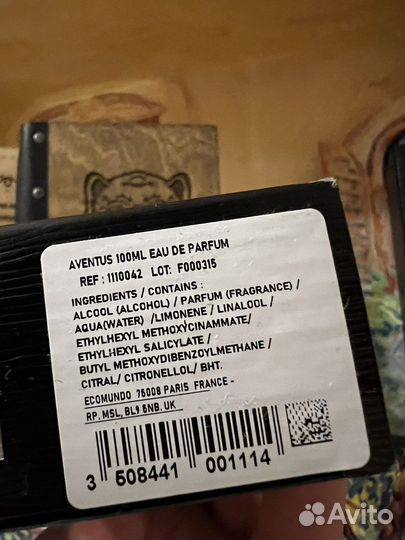 AVENTUS 100ML EAU DE PARFUM
REF : 1110042 LOT: F000315
INGREDIENTS / CONTAINS :
ALCOOL (ALCOHOL) / PARFUM (FRAGRANCE) /
AQUA(WATER) /LIMONENE / LINALOOL /
ETHYLHEXYL METHOXYCINAMMATE/
ETHYLHEXYL SALICYLATE /
BUTYL METHOXYDIBENZOYLMETHANE /
CITRAL/ CITRONELLOL/ BHT.
ECOMUNDO 75008 PARIS FRANCE -
RP. MSL, BL9 5NB. UK
3 508441 001114
Avito